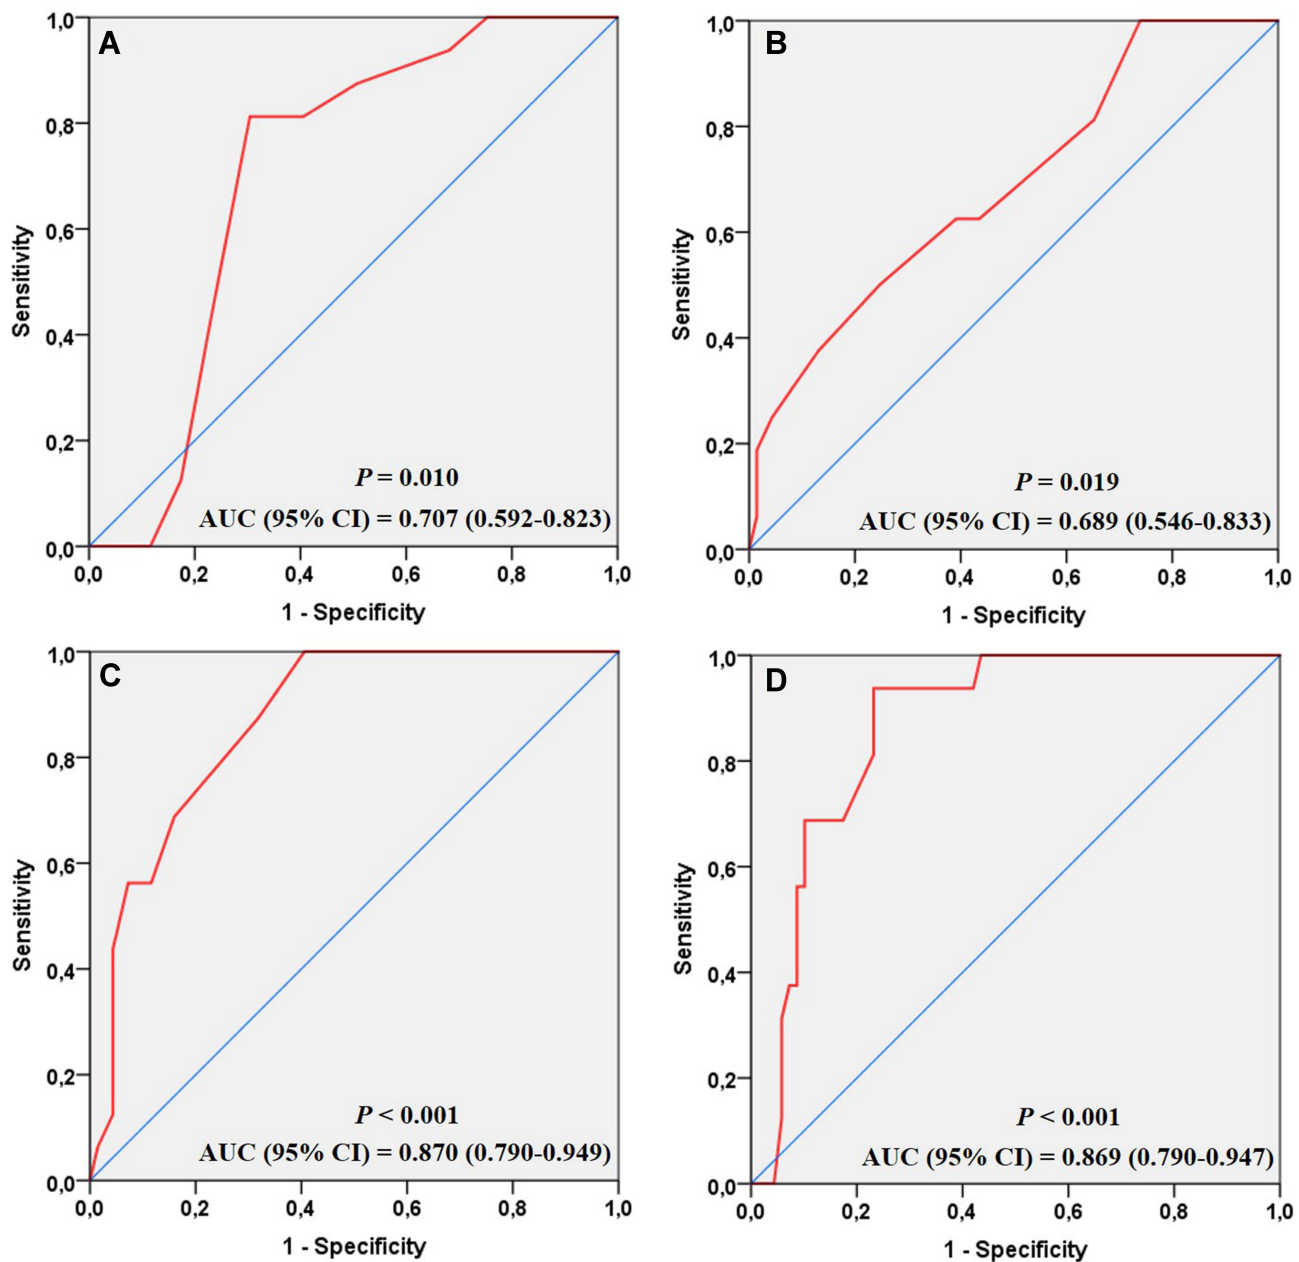 A
1,0
0,8
0,6
0,4
0,2
0,0
Sensitivity
P = 0.010
AUC (95% CI) = 0.707 (0.592-0.823)
0,0 0,2 0,4 0,6 0,8 1,0
1 - Specificity
B
1,0
0,8
0,6
0,4
0,2
0,0
Sensitivity
P = 0.019
AUC (95% CI) = 0.689 (0.546-0.833)
0,0 0,2 0,4 0,6 0,8 1,0
1 - Specificity
C
1,0
0,8
0,6
0,4
0,2
0,0
Sensitivity
P < 0.001
AUC (95% CI) = 0.870 (0.790-0.949)
0,0 0,2 0,4 0,6 0,8 1,0
1 - Specificity
D
1,0
0,8
0,6
0,4
0,2
0,0
Sensitivity
P < 0.001
AUC (95% CI) = 0.869 (0.790-0.947)
0,0 0,2 0,4 0,6 0,8 1,0
1 - Specificity